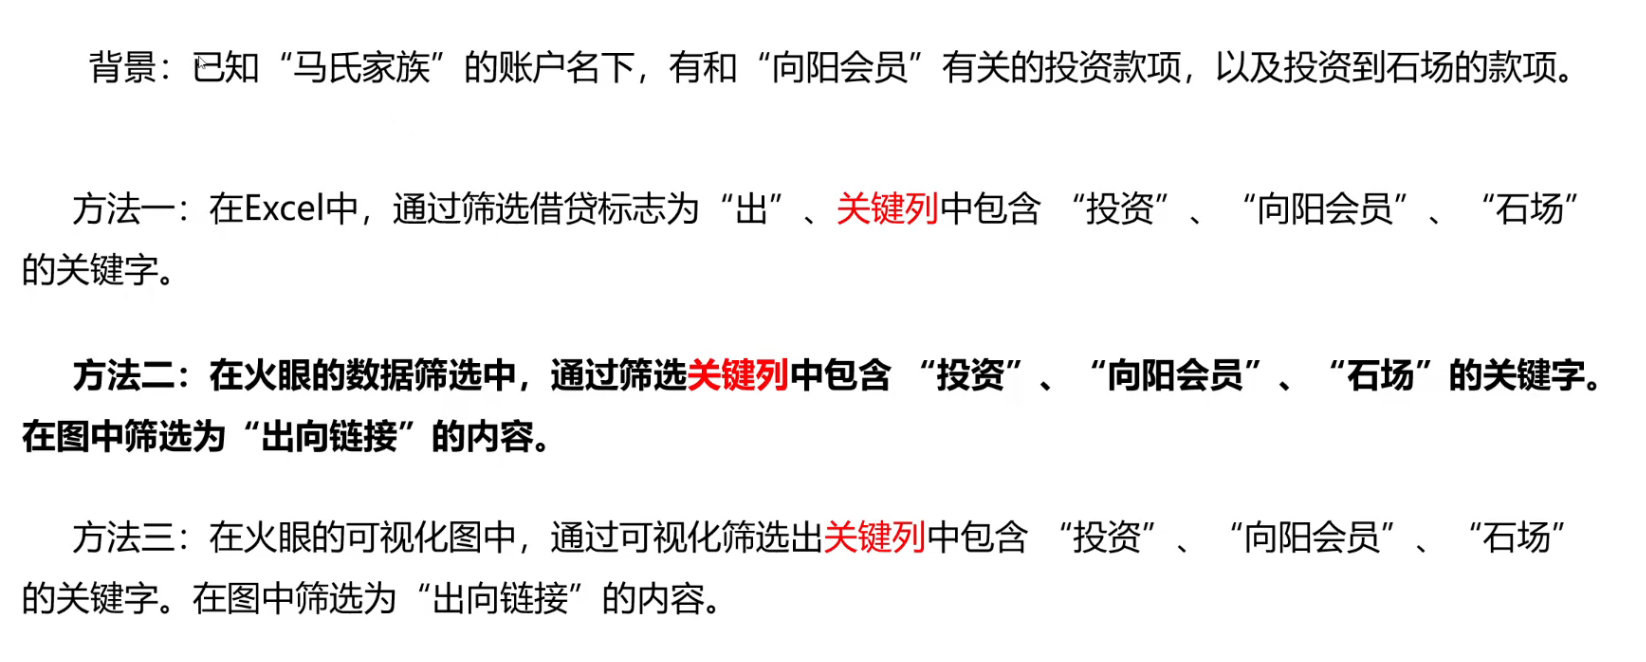 背景：已知“马氏家族”的账户名下，有和“向阳会员”有关的投资款项，以及投资到石场的款项。
方法一：在Excel中，通过筛选借贷标志为“出”、关键列中包含 “投资”、“向阳会员”、“石场”
的关键字。
方法二：在火眼的数据筛选中，通过筛选关键列中包含 “投资”、“向阳会员”、“石场”的关键字。
在图中筛选为“出向链接”的内容。
方法三：在火眼的可视化图中，通过可视化筛选出关键列中包含 “投资”、“向阳会员”、“石场”
的关键字。在图中筛选为“出向链接”的内容。